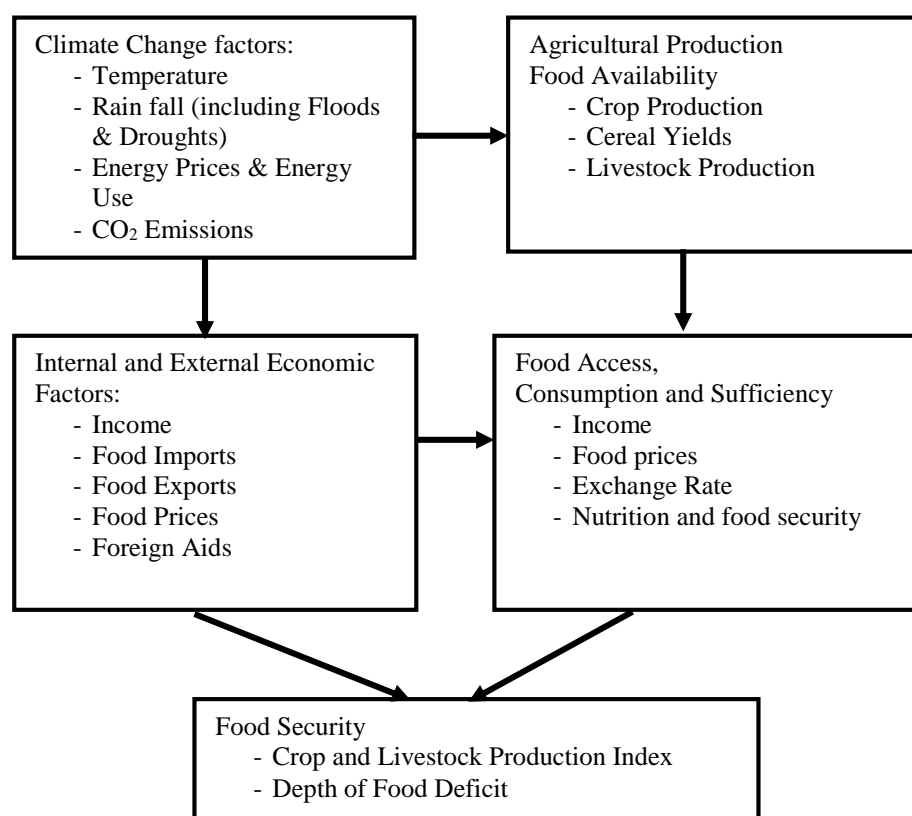 Climate Change factors:
- Temperature
- Rain fall (including Floods
& Droughts)
- Energy Prices & Energy
Use
- CO₂ Emissions
Agricultural Production
Food Availability
- Crop Production
- Cereal Yields
- Livestock Production
Internal and External Economic
Factors:
- Income
- Food Imports
- Food Exports
- Food Prices
- Foreign Aids
Food Access,
Consumption and Sufficiency
- Income
- Food prices
- Exchange Rate
- Nutrition and food security
Food Security
- Crop and Livestock Production Index
- Depth of Food Deficit